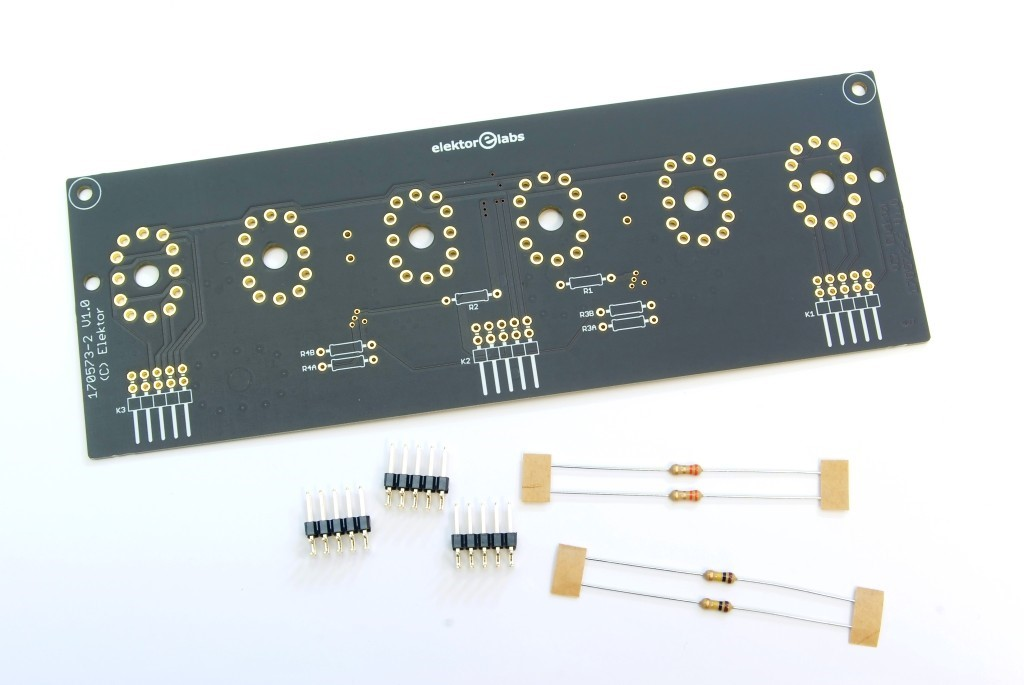 elektor e labs
170573-2 V1.0
(C) Elektor
K3
R4B
R4A
R2
K2
R1
R3B
R3A
K1